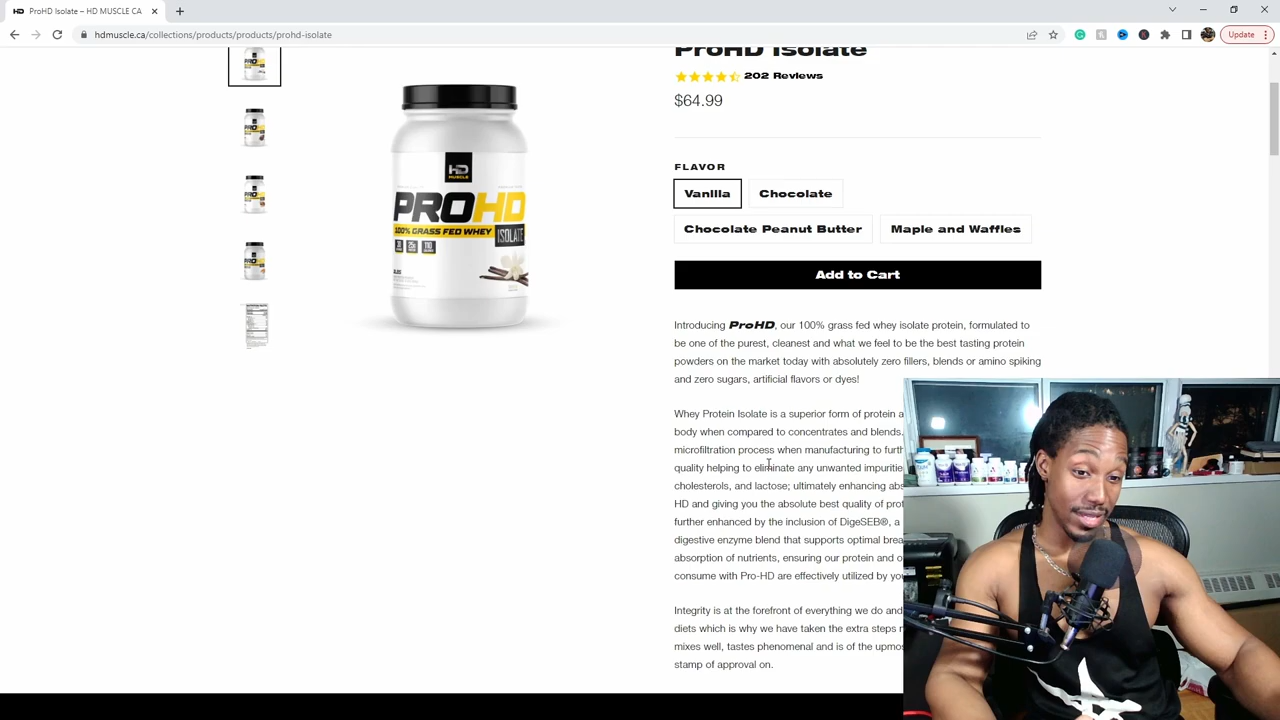 ProHD Isolate – HD MUSCLE CA
hdmuscle.ca/collections/products/products/prohd-isolate
Update
ProHD Isolate
202 Reviews
$64.99
FLAVOR
Vanilla
Chocolate
Chocolate Peanut Butter
Maple and Waffles
Add to Cart
HD
MUSCLE
PROHD
100% GRASS FED WHEY
ISOLATE
25g
110
Introducing ProHD, our 100% grass fed whey isolate protein, formulated to
be one of the purest, cleanest and what we feel to be the best tasting protein
powders on the market today with absolutely zero fillers, blends or amino spiking
and zero sugars, artificial flavors or dyes!
Whey Protein Isolate is a superior form of protein a
body when compared to concentrates and blends.
microfiltration process when manufacturing to furth
quality helping to eliminate any unwanted impuritie
cholesterols, and lactose; ultimately enhancing abs
HD and giving you the absolute best quality of prot
further enhanced by the inclusion of DigeSEB®, a
digestive enzyme blend that supports optimal brea
absorption of nutrients, ensuring our protein and o
consume with Pro-HD are effectively utilized by yo
Integrity is at the forefront of everything we do and
diets which is why we have taken the extra steps
mixes well, tastes phenomenal and is of the upmos
stamp of approval on.